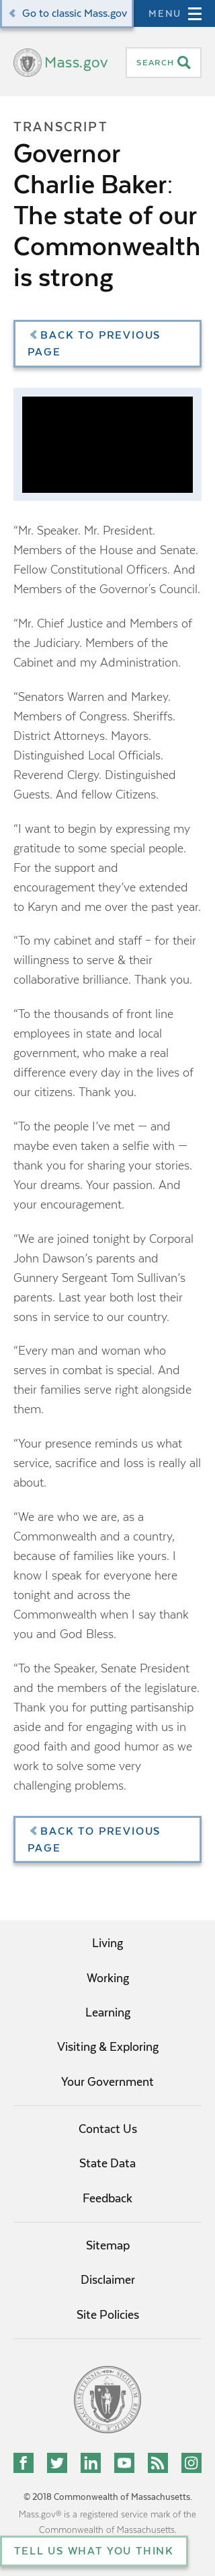 Go to classic Mass.gov
MENU
Mass.gov
SEARCH
TRANSCRIPT
Governor
Charlie Baker:
The state of our
Commonwealth
is strong
BACK TO PREVIOUS
PAGE
“Mr. Speaker. Mr. President.
Members of the House and Senate.
Fellow Constitutional Officers. And
Members of the Governor's Council.
“Mr. Chief Justice and Members of
the Judiciary. Members of the
Cabinet and my Administration.
“Senators Warren and Markey.
Members of Congress. Sheriffs.
District Attorneys. Mayors.
Distinguished Local Officials.
Reverend Clergy. Distinguished
Guests. And fellow Citizens.
“I want to begin by expressing my
gratitude to some special people.
For the support and
encouragement they’ve extended
to Karyn and me over the past year.
“To my cabinet and staff – for their
willingness to serve & their
collaborative brilliance. Thank you.
“To the thousands of front line
employees in state and local
government, who make a real
difference every day in the lives of
our citizens. Thank you.
“To the people I’ve met — and
maybe even taken a selfie with —
thank you for sharing your stories.
Your dreams. Your passion. And
your encouragement.
“We are joined tonight by Corporal
John Dawson’s parents and
Gunnery Sergeant Tom Sullivan’s
parents. Last year both lost their
sons in service to our country.
“Every man and woman who
serves in combat is special. And
their families serve right alongside
them.
“Your presence reminds us what
service, sacrifice and loss is really all
about.
“We are who we are, as a
Commonwealth and a country,
because of families like yours. I
know I speak for everyone here
tonight and across the
Commonwealth when I say thank
you and God Bless.
“To the Speaker, Senate President
and the members of the legislature.
Thank you for putting partisanship
aside and for engaging with us in
good faith and good humor as we
work to solve some very
challenging problems.
BACK TO PREVIOUS
PAGE
Living
Working
Learning
Visiting & Exploring
Your Government
Contact Us
State Data
Feedback
Sitemap
Disclaimer
Site Policies
© 2018 Commonwealth of Massachusetts.
Mass.gov® is a registered service mark of the
Commonwealth of Massachusetts.
TELL US WHAT YOU THINK